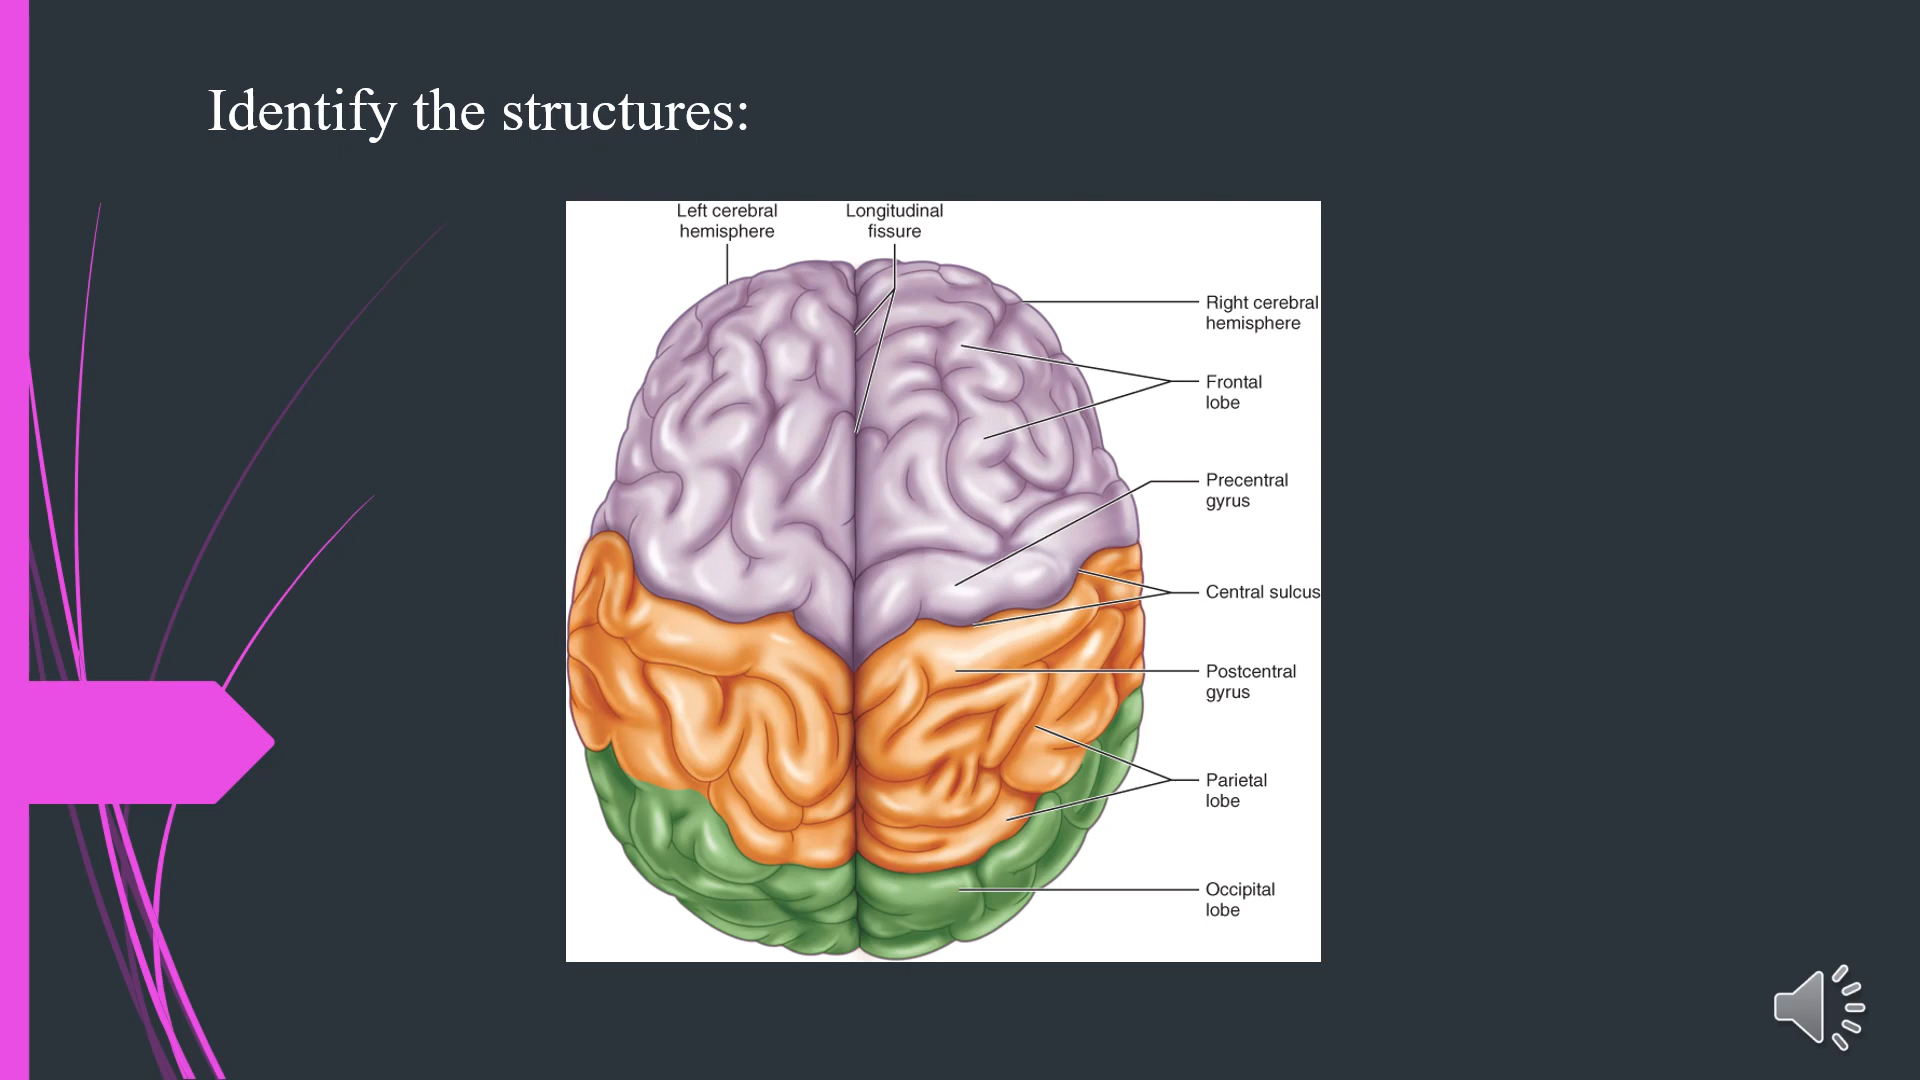 Identify the structures:
Left cerebral
hemisphere
Longitudinal
fissure
Right cerebral
hemisphere
Frontal
lobe
Precentral
gyrus
Central sulcus
Postcentral
gyrus
Parietal
lobe
Occipital
lobe